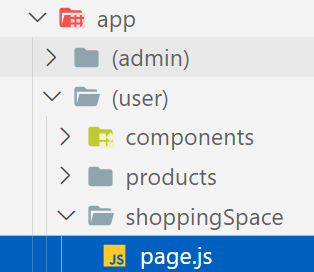 app
(admin)
(user)
components
products
shoppingSpace
JS page.js